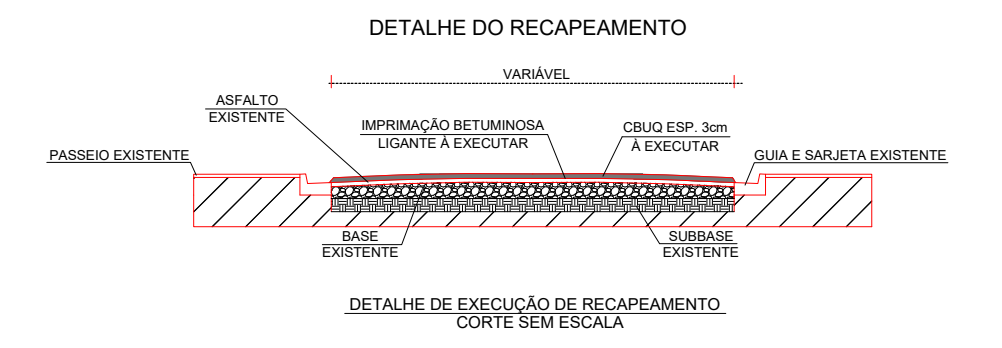 DETALHE DO RECAPEAMENTO
VARIÁVEL
ASFALTO
EXISTENTE
IMPRIMAÇÃO BETUMINOSA
LIGANTE À EXECUTAR
CBUQ ESP. 3cm
À EXECUTAR
PASSEIO EXISTENTE
GUIA E SARJETA EXISTENTE
BASE
EXISTENTE
SUBBASE
EXISTENTE
DETALHE DE EXECUÇÃO DE RECAPEAMENTO
CORTE SEM ESCALA